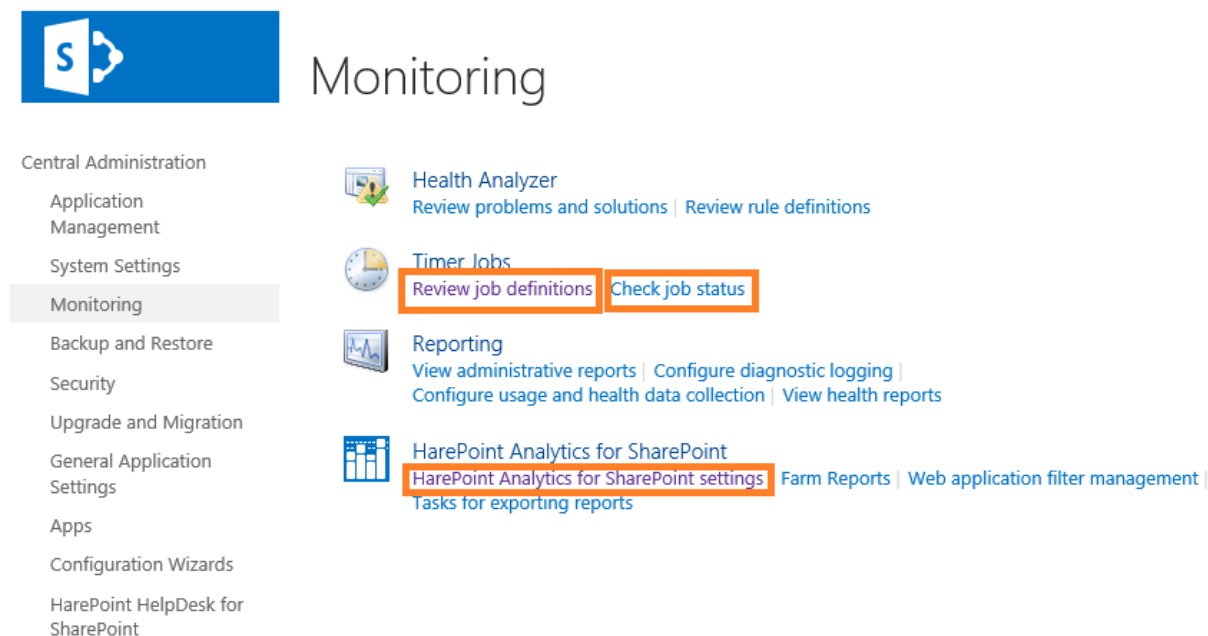 S
Monitoring
Central Administration
Application
Management
System Settings
Monitoring
Backup and Restore
Security
Upgrade and Migration
General Application
Settings
Apps
Configuration Wizards
HarePoint HelpDesk for
SharePoint
Health Analyzer
Review problems and solutions | Review rule definitions
Timer Jobs
Review job definitions Check job status
Reporting
View administrative reports | Configure diagnostic logging |
Configure usage and health data collection | View health reports
HarePoint Analytics for SharePoint
HarePoint Analytics for SharePoint settings Farm Reports | Web application filter management |
Tasks for exporting reports